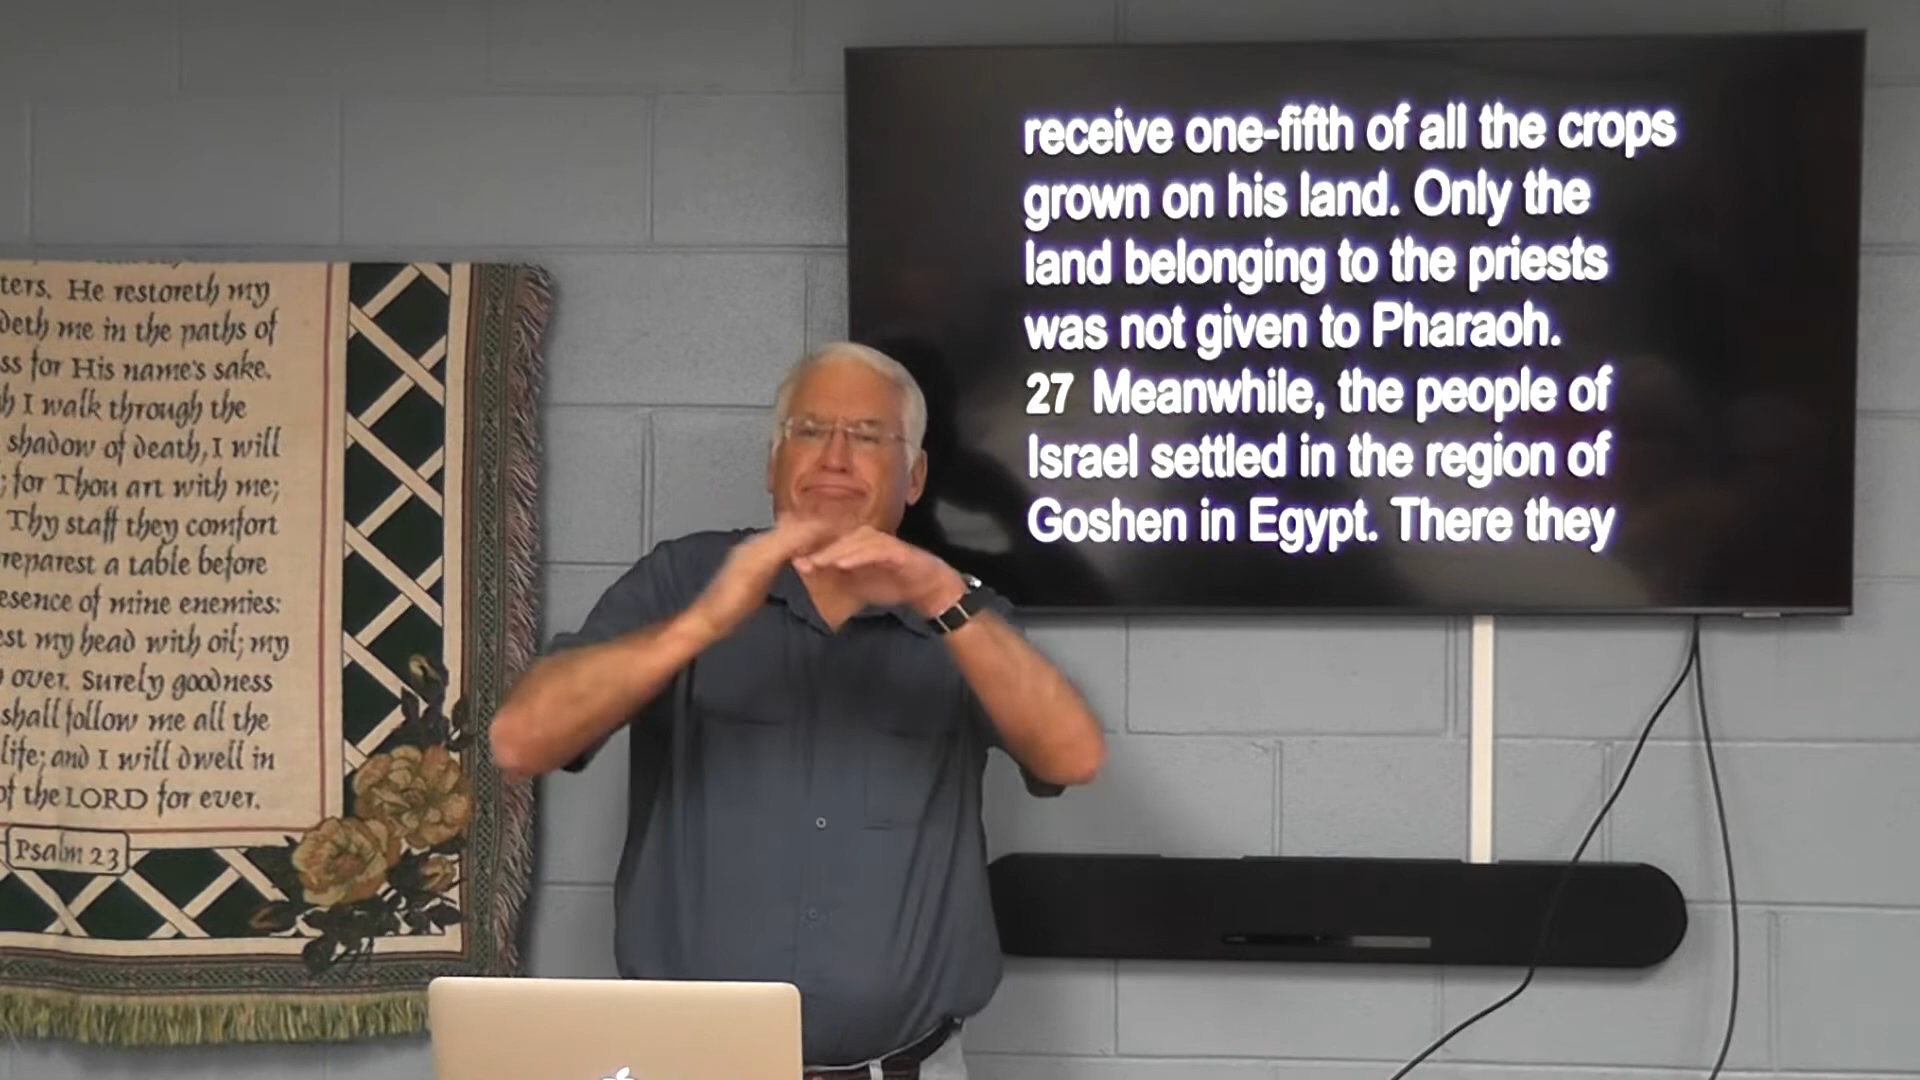 receive one-fifth of all the crops
grown on his land. Only the
land belonging to the priests
was not given to Pharaoh.
27 Meanwhile, the people of
Israel settled in the region of
Goshen in Egypt. There they
ters. He restoreth my
deth me in the paths of
ss for His name's sake.
h I walk through the
shadow of death, I will
; for Thou art with me;
Thy staff they comfort
reparest a table before
esence of mine enemies:
st my head with oil; my
over. Surely goodness
shall follow me all the
life; and I will dwell in
of the LORD for ever.
Psalm 23